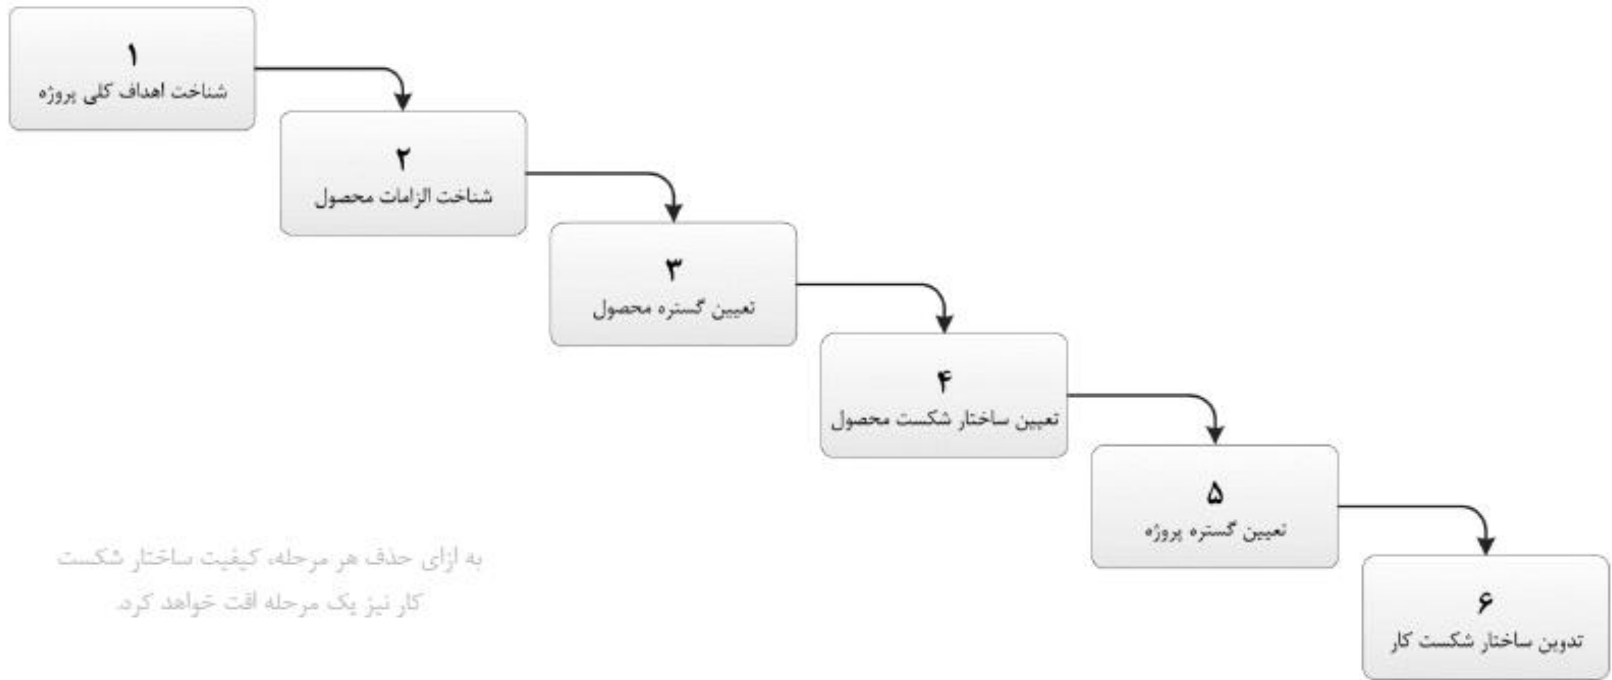 ۱
شناخت اهداف کلی پروژه
۲
شناخت الزامات محصول
۳
تعیین گستره محصول
۴
تعیین ساختار شکست محصول
۵
تعیین گستره پروژه
۶
تدوین ساختار شکست کار
به ازای حذف هر مرحله، کیفیت ساختار شکست
کار نیز یک مرحله افت خواهد کرد.